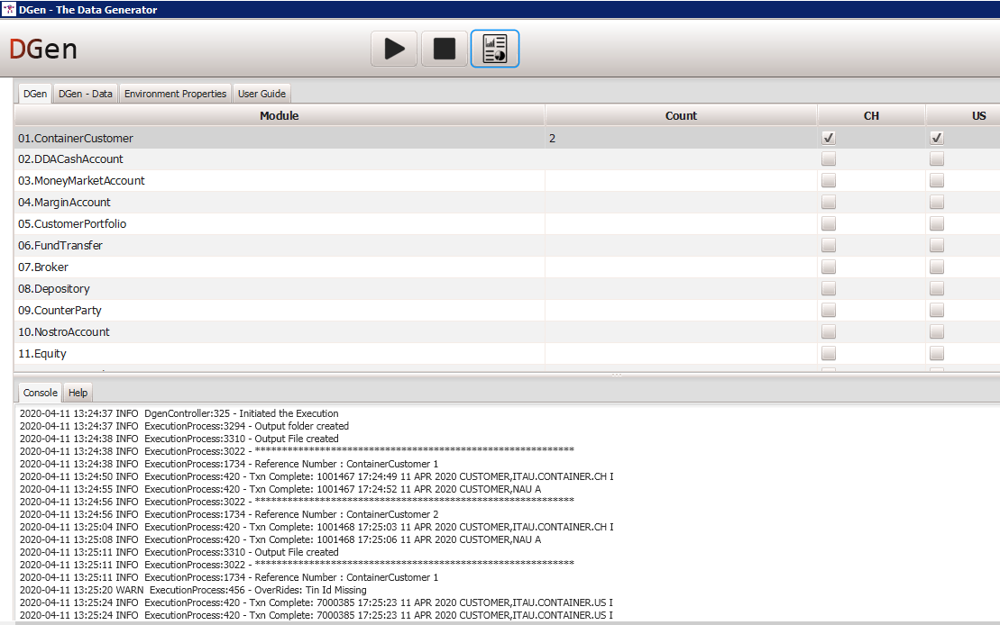 DGen - The Data Generator
DGen
DGen DGen - Data Environment Properties User Guide
Module Count CH US
01.ContainerCustomer 2
02.DDACashAccount
03.MoneyMarketAccount
04.MarginAccount
05.CustomerPortfolio
06.FundTransfer
07.Broker
08.Depository
09.CounterParty
10.NostroAccount
11.Equity
Console Help
2020-04-11 13:24:37 INFO DgenController:325 - Initiated the Execution
2020-04-11 13:24:37 INFO ExecutionProcess:3294 - Output folder created
2020-04-11 13:24:38 INFO ExecutionProcess:3310 - Output File created
2020-04-11 13:24:38 INFO ExecutionProcess:3022 - ************************************************************
2020-04-11 13:24:38 INFO ExecutionProcess:1734 - Reference Number : ContainerCustomer 1
2020-04-11 13:24:50 INFO ExecutionProcess:420 - Txn Complete: 1001467 17:24:49 11 APR 2020 CUSTOMER,ITAU.CONTAINER.CH I
2020-04-11 13:24:55 INFO ExecutionProcess:420 - Txn Complete: 1001467 17:24:52 11 APR 2020 CUSTOMER,NAU A
2020-04-11 13:24:56 INFO ExecutionProcess:3022 - ************************************************************
2020-04-11 13:24:56 INFO ExecutionProcess:1734 - Reference Number : ContainerCustomer 2
2020-04-11 13:25:04 INFO ExecutionProcess:420 - Txn Complete: 1001468 17:25:03 11 APR 2020 CUSTOMER,ITAU.CONTAINER.CH I
2020-04-11 13:25:08 INFO ExecutionProcess:420 - Txn Complete: 1001468 17:25:06 11 APR 2020 CUSTOMER,NAU A
2020-04-11 13:25:11 INFO ExecutionProcess:3310 - Output File created
2020-04-11 13:25:11 INFO ExecutionProcess:3022 - ************************************************************
2020-04-11 13:25:11 INFO ExecutionProcess:1734 - Reference Number : ContainerCustomer 1
2020-04-11 13:25:20 WARN ExecutionProcess:456 - OverRides: Tin Id Missing
2020-04-11 13:25:24 INFO ExecutionProcess:420 - Txn Complete: 7000385 17:25:23 11 APR 2020 CUSTOMER,ITAU.CONTAINER.US I
2020-04-11 13:25:24 INFO ExecutionProcess:420 - Txn Complete: 7000385 17:25:23 11 APR 2020 CUSTOMER,ITAU.CONTAINER.US I